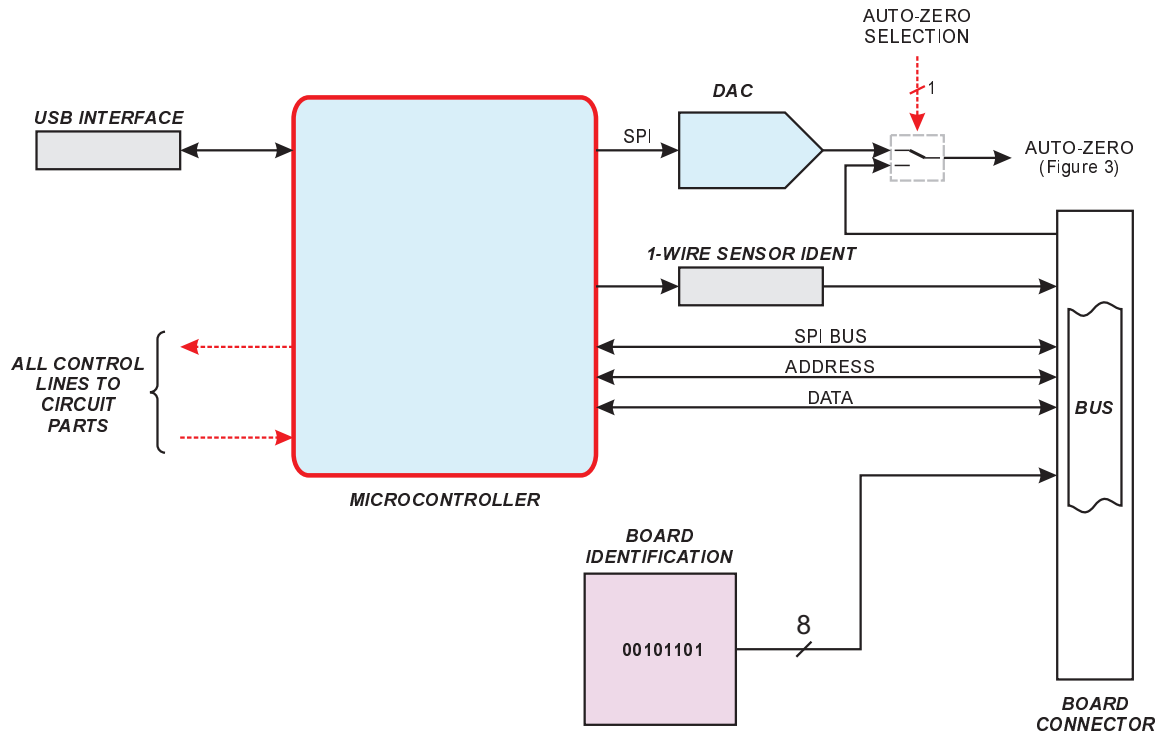 AUTO-ZERO
SELECTION
1
DAC
USB INTERFACE
SPI
AUTO-ZERO
(Figure 3)
1-WIRE SENSOR IDENT
SPI BUS
ADDRESS
DATA
BUS
ALL CONTROL
LINES TO
CIRCUIT
PARTS
MICROCONTROLLER
BOARD
IDENTIFICATION
8
00101101
BOARD
CONNECTOR